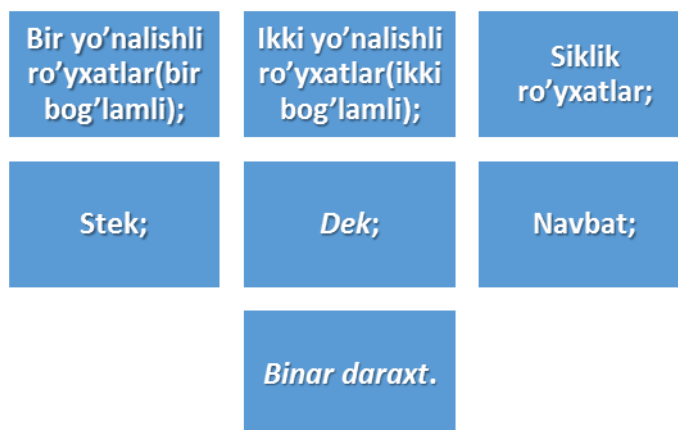 Bir yo’nalishli
ro’yxatlar(bir
bog’lamli);
Ikki yo’nalishli
ro’yxatlar(ikki
bog’lamli);
Siklik
ro’yxatlar;
Stek;
Dek;
Navbat;
Binar daraxt.